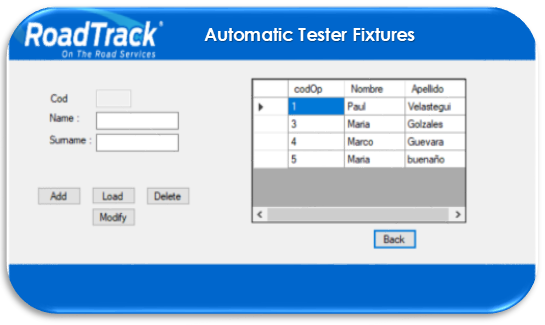 RoadTrack®
On The Road Services
Automatic Tester Fixtures
Cod
Name :
Surname :
Add Load Delete
Modify
codOp Nombre Apellido
1 Paul Velastegui
3 Maria Golzales
4 Marco Guevara
5 Maria buenaño
Back